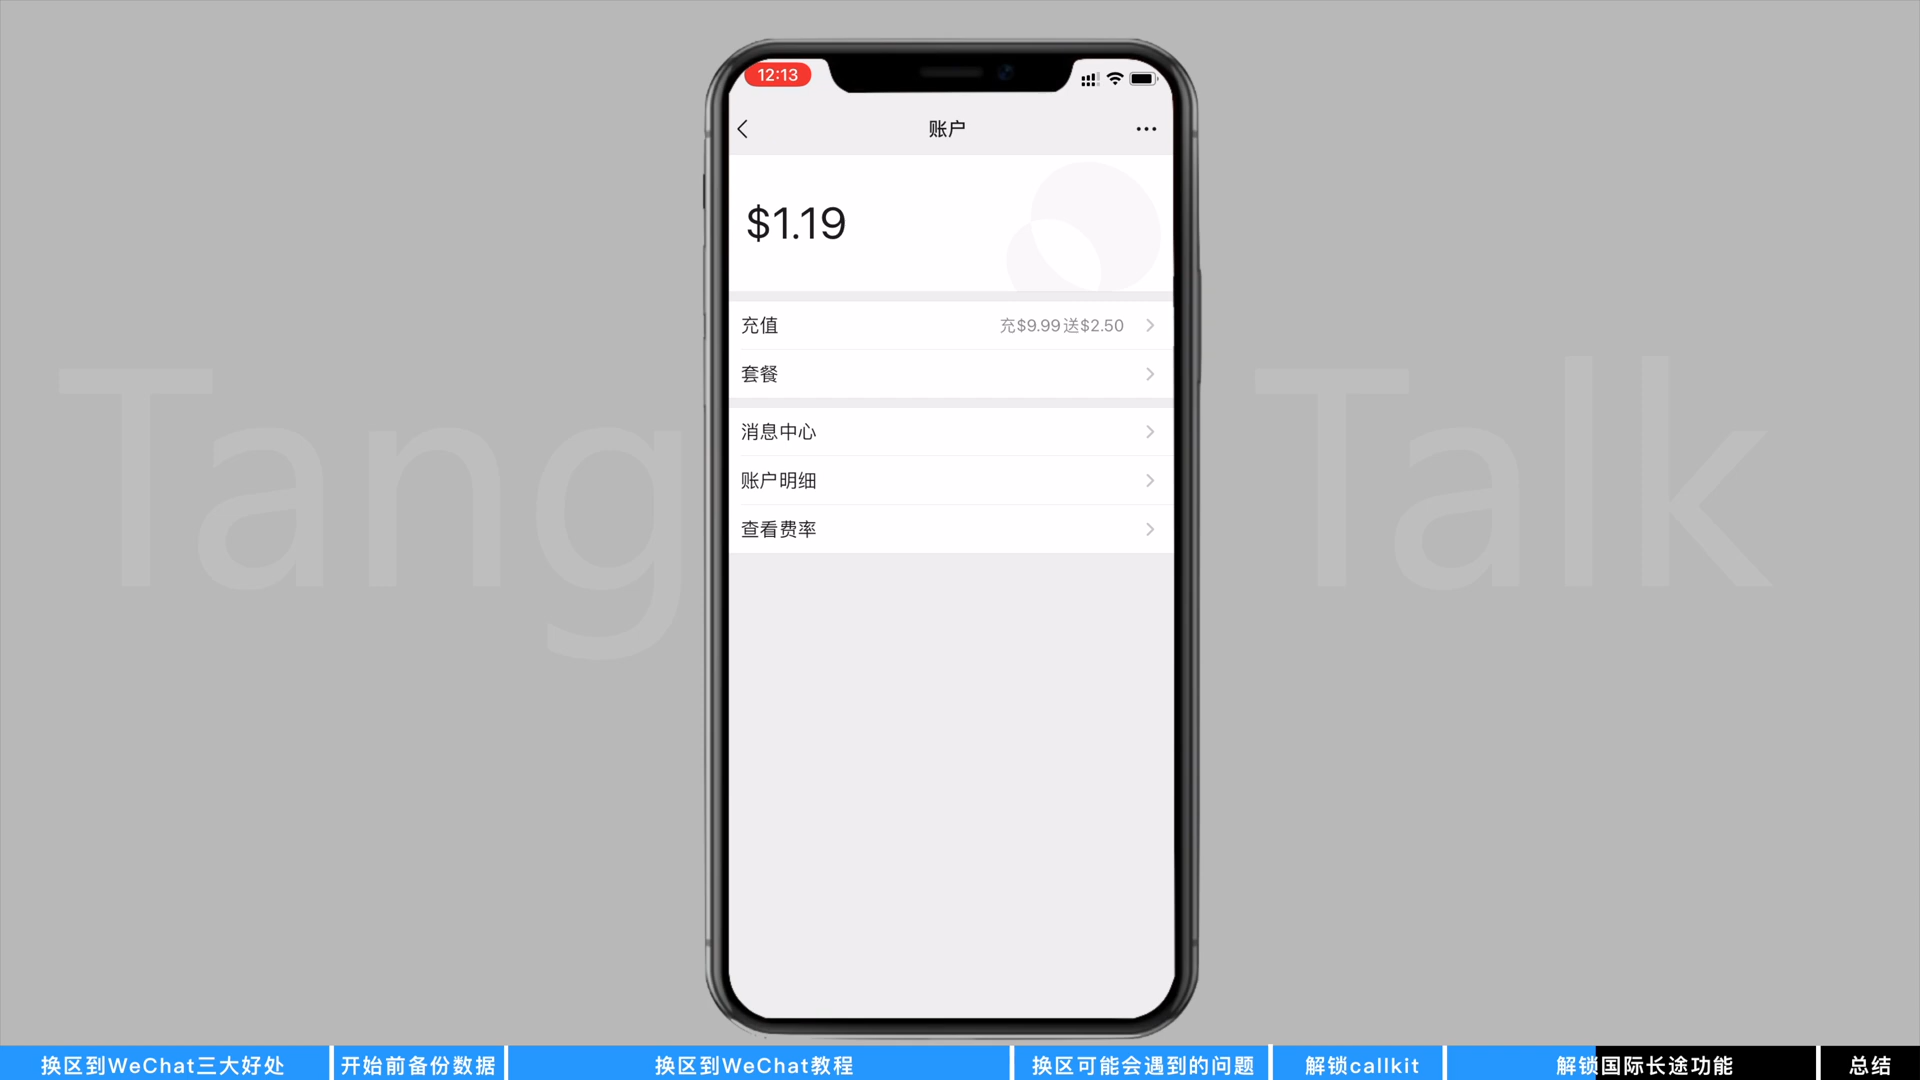 12:13
账户
$1.19
充值
充$9.99送$2.50
套餐
消息中心
账户明细
查看费率
Tang Talk
换区到WeChat三大好处
开始前备份数据
换区到WeChat教程
换区可能会遇到的问题
解锁callkit
解锁国际长途功能
总结